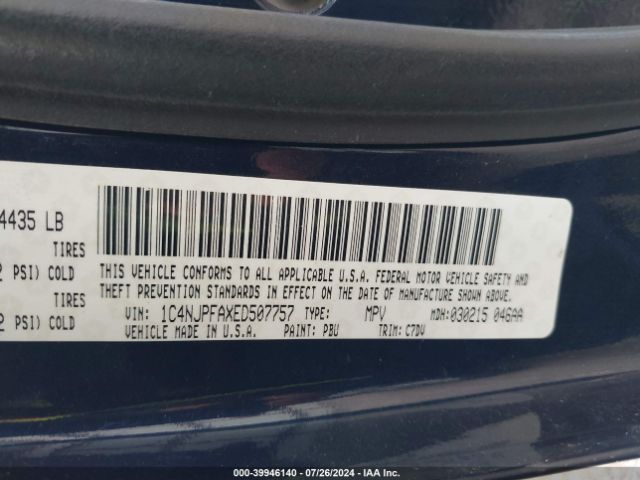 4435 LB
TIRES
PSI) COLD
TIRES
PSI) COLD
THIS VEHICLE CONFORMS TO ALL APPLICABLE U.S.A. FEDERAL MOTOR VEHICLE SAFETY AND
THEFT PREVENTION STANDARDS IN EFFECT ON THE DATE OF MANUFACTURE SHOWN ABOVE.
VIN: 1C4NJPFAXED507757 TYPE: MPV MDH:030215 046AA
VEHICLE MADE IN U.S.A. PAINT: PBU TRIM: C7DV
000-39946140 - 07/26/2024 - IAA Inc.